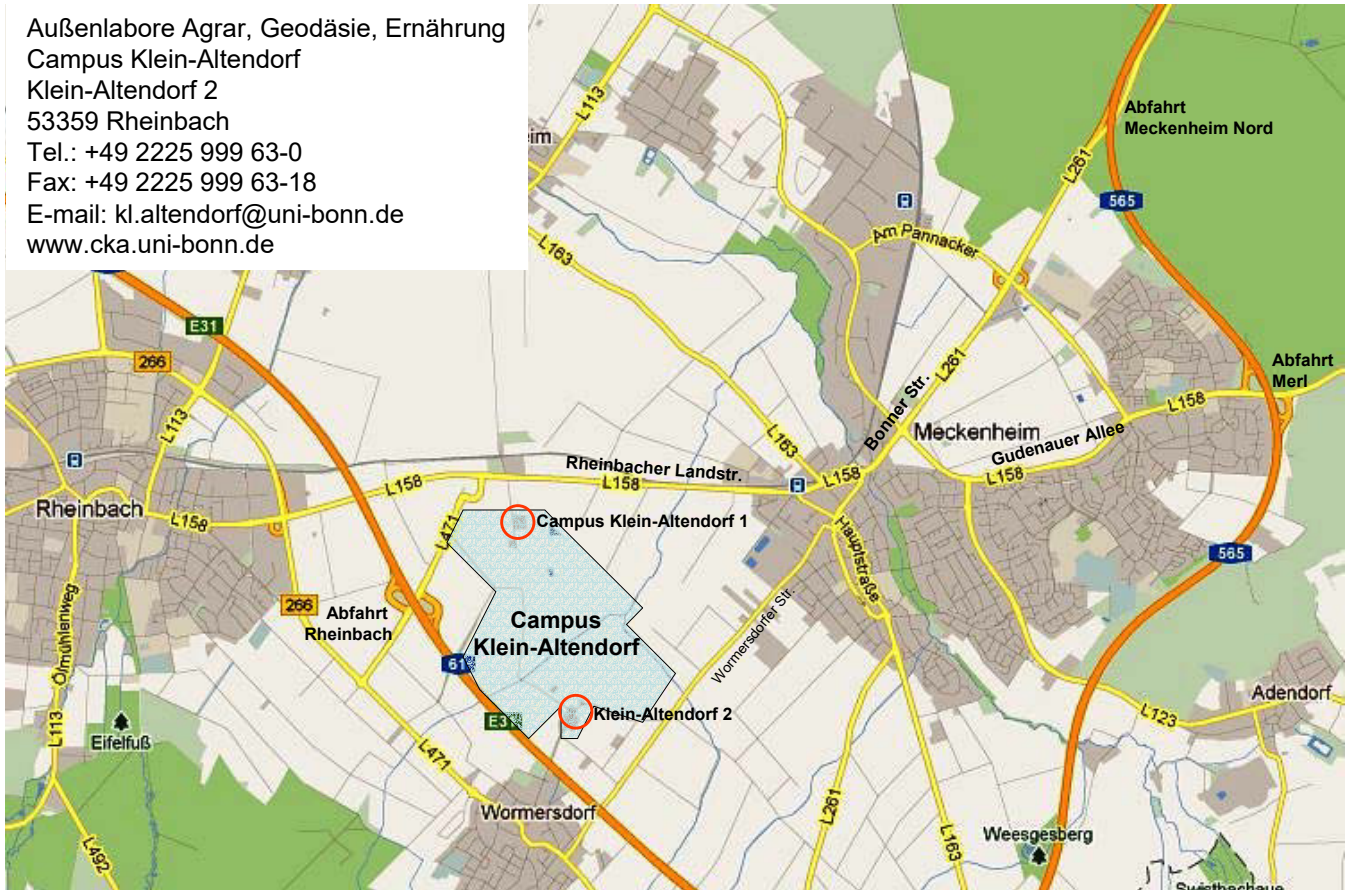 Außenlabore Agrar, Geodäsie, Ernährung
Campus Klein-Altendorf
Klein-Altendorf 2
53359 Rheinbach
Tel.: +49 2225 999 63-0
Fax: +49 2225 999 63-18
E-mail: kl.altendorf@uni-bonn.de
www.cka.uni-bonn.de
L113
eim
Abfahrt
Meckenheim Nord
L261
565
L163
Am Pannacker
E31
266
L113
L261
Abfahrt
Merl
L158
Bonner Str.
Meckenheim
Gudenauer Allee
L158
L163
Rheinbacher Landstr.
L158
L158
L158
Rheinbach
L158
L471
Campus Klein-Altendorf 1
Hauptstraße
565
266
Abfahrt
Rheinbach
Campus
Klein-Altendorf
Wormersdorfer Str.
Ölmühlenweg
61
Klein-Altendorf 2
E31
Adendorf
L123
L113
Eifelfuß
L471
Wormersdorf
L261
L163
Weesgesberg
L492
Swistbachaue